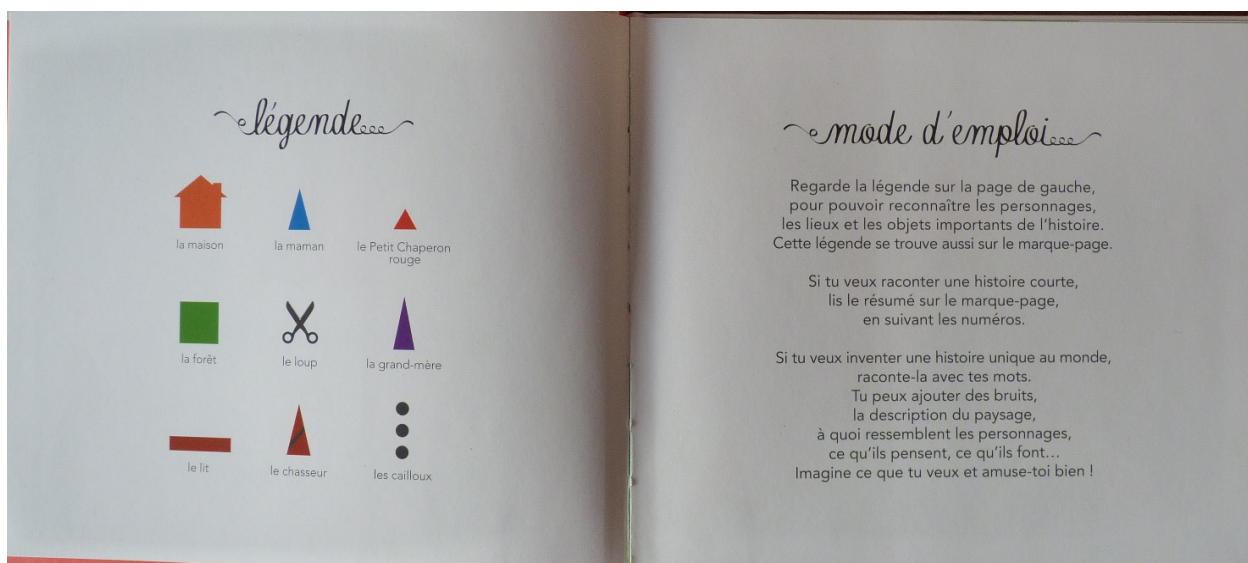 légende
la maison
la maman
le Petit Chaperon
rouge
la forêt
le loup
la grand-mère
le lit
le chasseur
les cailloux
mode d'emploi
Regarde la légende sur la page de gauche,
pour pouvoir reconnaître les personnages,
les lieux et les objets importants de l'histoire.
Cette légende se trouve aussi sur le marque-page.
Si tu veux raconter une histoire courte,
lis le résumé sur le marque-page,
en suivant les numéros.
Si tu veux inventer une histoire unique au monde,
raconte-la avec tes mots.
Tu peux ajouter des bruits,
la description du paysage,
à quoi ressemblent les personnages,
ce qu'ils pensent, ce qu'ils font...
Imagine ce que tu veux et amuse-toi bien !